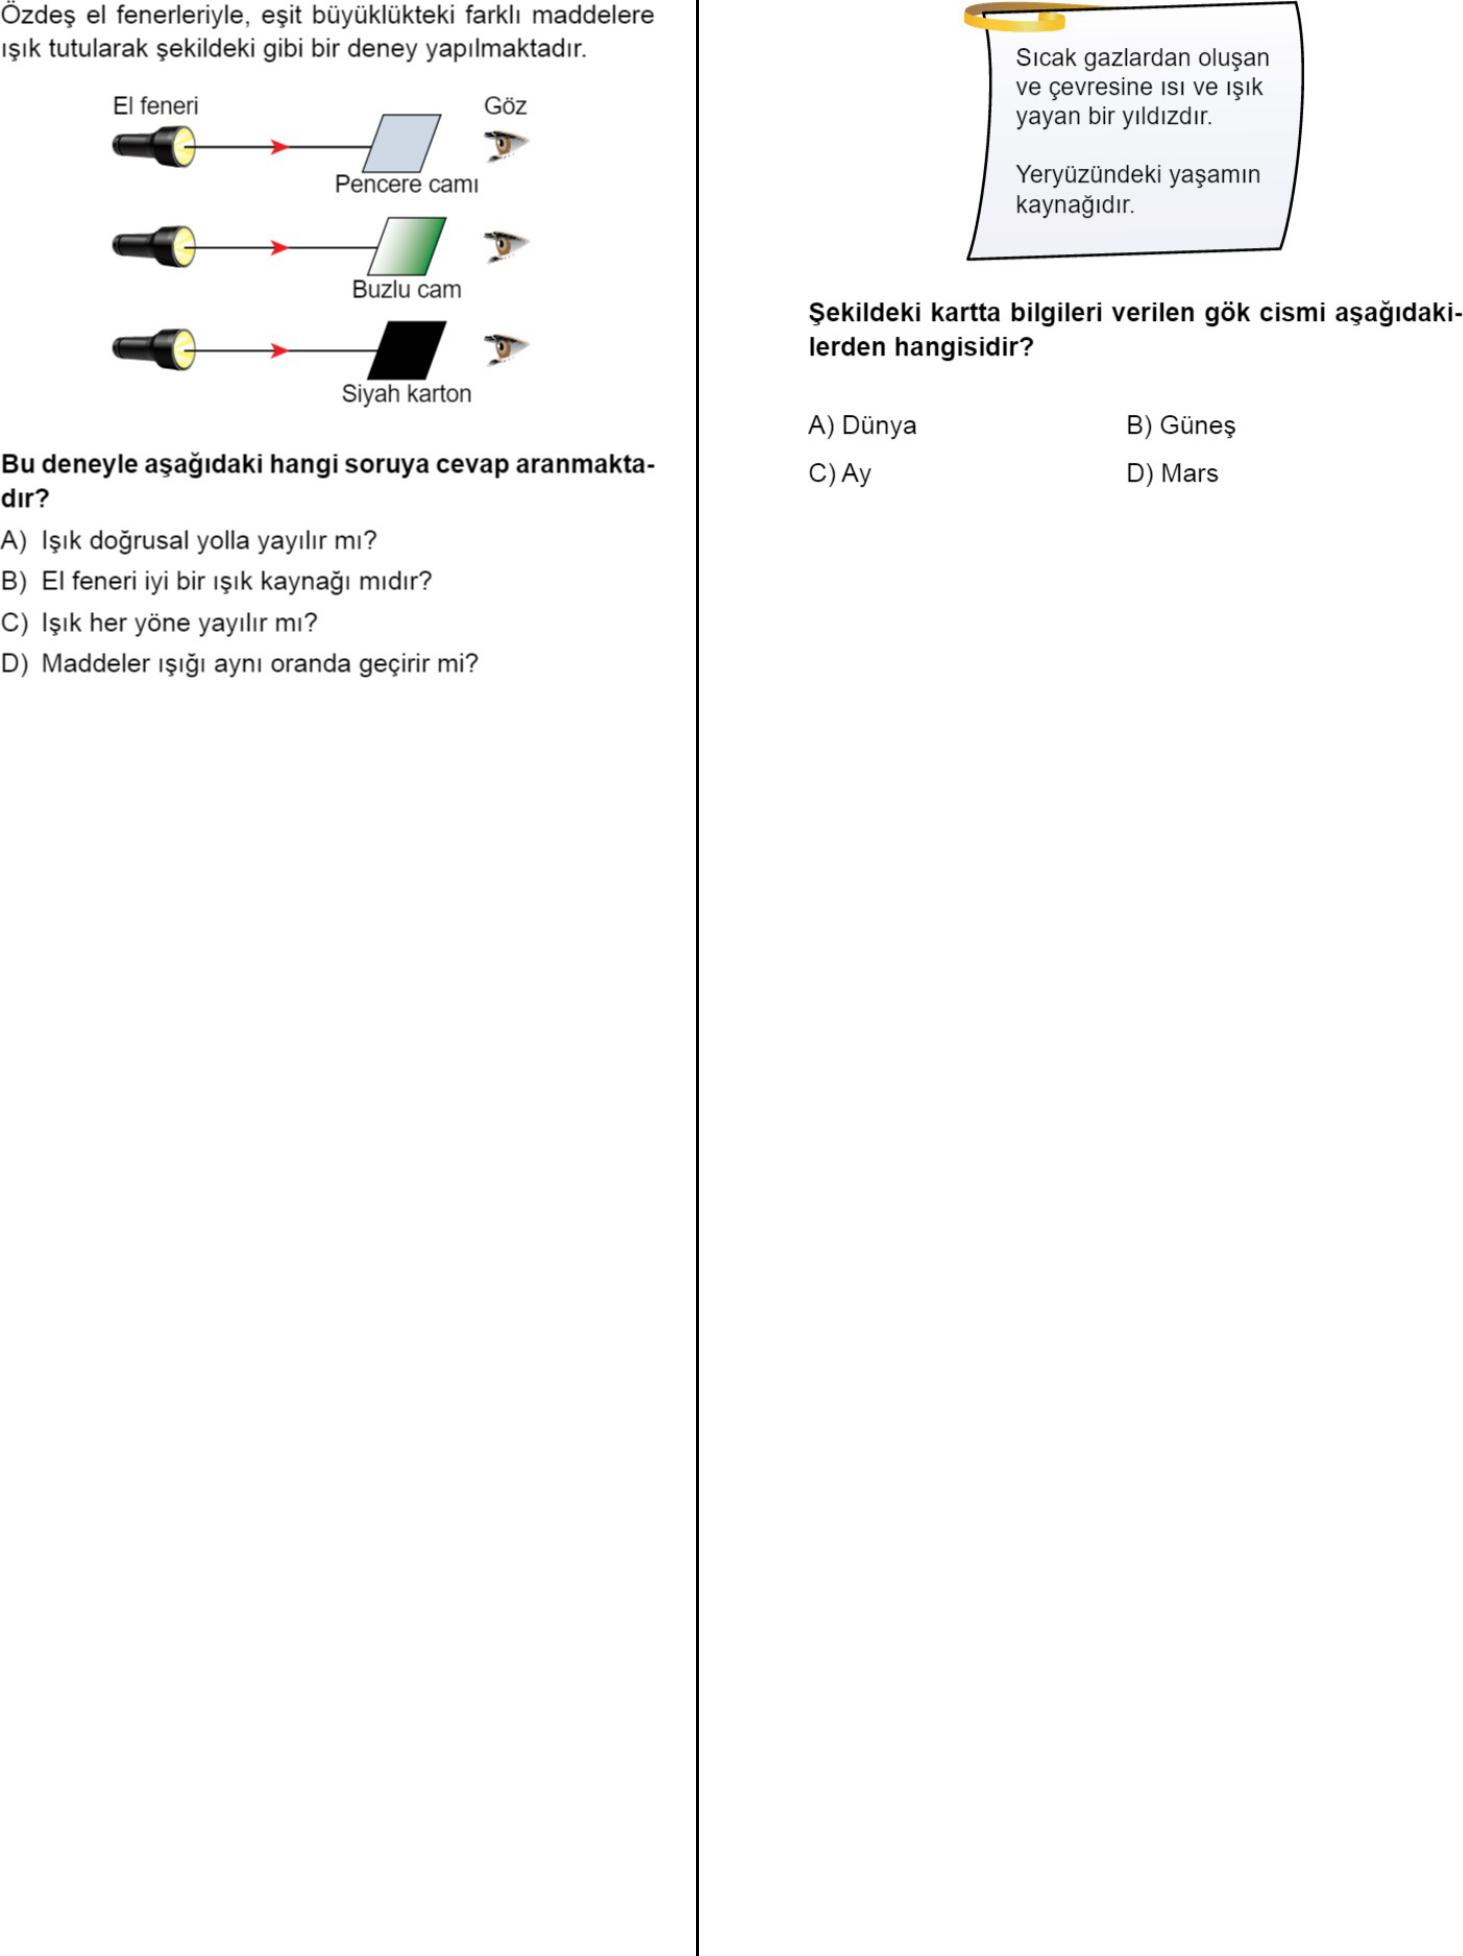 Özdeş el fenerleriyle, eşit büyüklükteki farklı maddelere
ışık tutularak şekildeki gibi bir deney yapılmaktadır.
El feneri
Göz
Pencere camı
Buzlu cam
Siyah karton
Bu deneyle aşağıdaki hangi soruya cevap aranmakta-
dır?
A) Işık doğrusal yolla yayılır mı?
B) El feneri iyi bir ışık kaynağı mıdır?
C) Işık her yöne yayılır mı?
D) Maddeler ışığı aynı oranda geçirir mi?
Sıcak gazlardan oluşan
ve çevresine ısı ve ışık
yayan bir yıldızdır.
Yeryüzündeki yaşamın
kaynağıdır.
Şekildeki kartta bilgileri verilen gök cismi aşağıdaki-
lerden hangisidir?
A) Dünya
B) Güneş
C) Ay
D) Mars